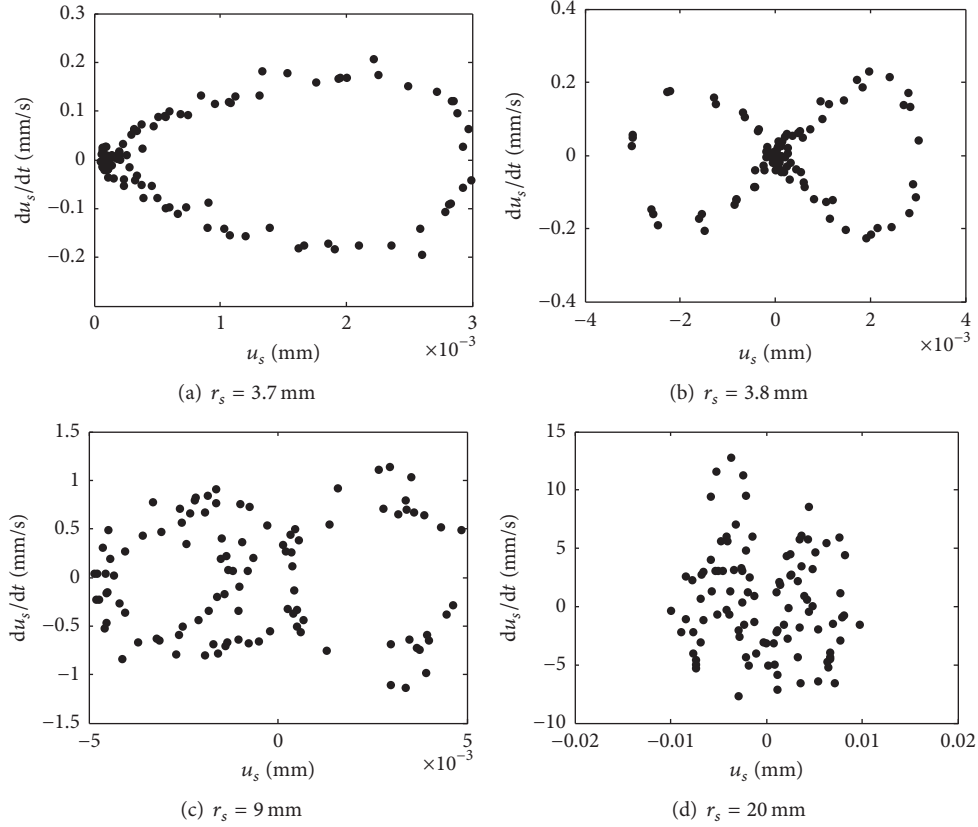 0.3
0.2
0.1
0
−0.1
−0.2
du_s/dt (mm/s)
0 1 2 3
×10⁻³
u_s (mm)
(a) r_s = 3.7 mm
0.4
0.2
0
−0.2
−0.4
du_s/dt (mm/s)
−4 −2 0 2 4
×10⁻³
u_s (mm)
(b) r_s = 3.8 mm
1.5
1
0.5
0
−0.5
−1
−1.5
du_s/dt (mm/s)
−5 0 5
×10⁻³
u_s (mm)
(c) r_s = 9 mm
15
10
5
0
−5
−10
du_s/dt (mm/s)
−0.02 −0.01 0 0.01 0.02
u_s (mm)
(d) r_s = 20 mm